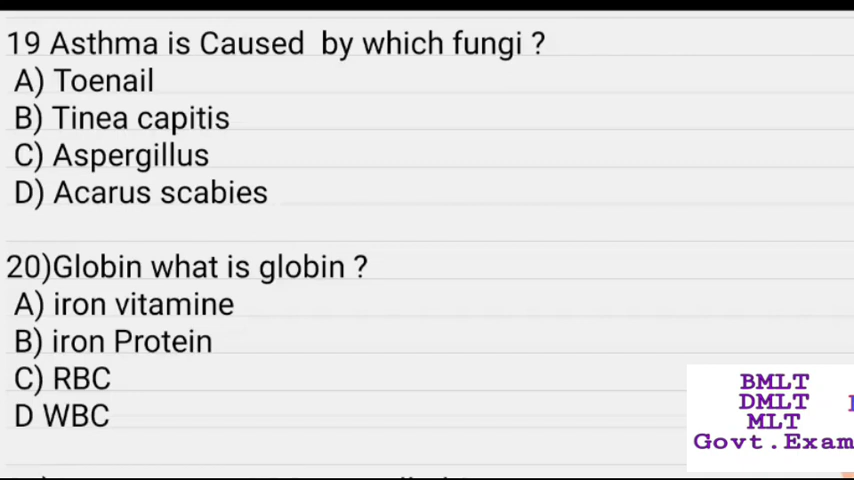 19 Asthma is Caused  by which fungi ?
A) Toenail
B) Tinea capitis
C) Aspergillus
D) Acarus scabies
20)Globin what is globin ?
A) iron vitamine
B) iron Protein
C) RBC
D WBC
BMLT
DMLT
MLT
Govt.Exam